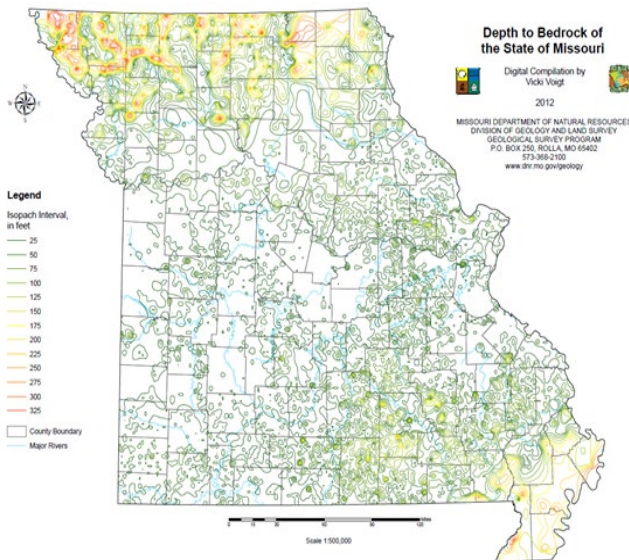 Depth to Bedrock of
the State of Missouri
Digital Compilation by
Vicki Voigt
2012
MISSOURI DEPARTMENT OF NATURAL RESOURCES
DIVISION OF GEOLOGY AND LAND SURVEY
GEOLOGICAL SURVEY PROGRAM
P.O. BOX 250, ROLLA, MO 65402
573-368-2100
www.dnr.mo.gov/geology
N
W
E
S
Legend
Isopach Interval,
in feet
25
50
75
100
125
150
175
200
225
250
275
300
325
County Boundary
Major Rivers
Miles
Scale 1:500,000